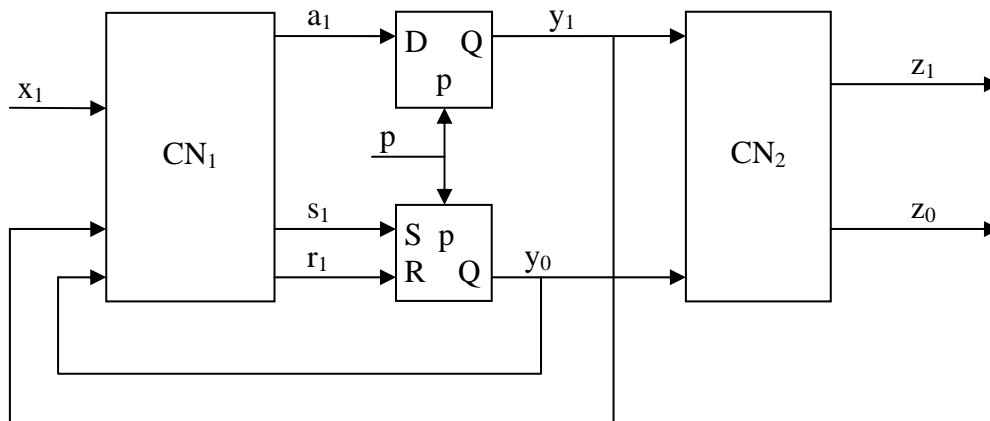 a₁
D Q
p
y₁
z₁
x₁
CN₁
p
CN₂
s₁
S p
R Q
r₁
y₀
z₀